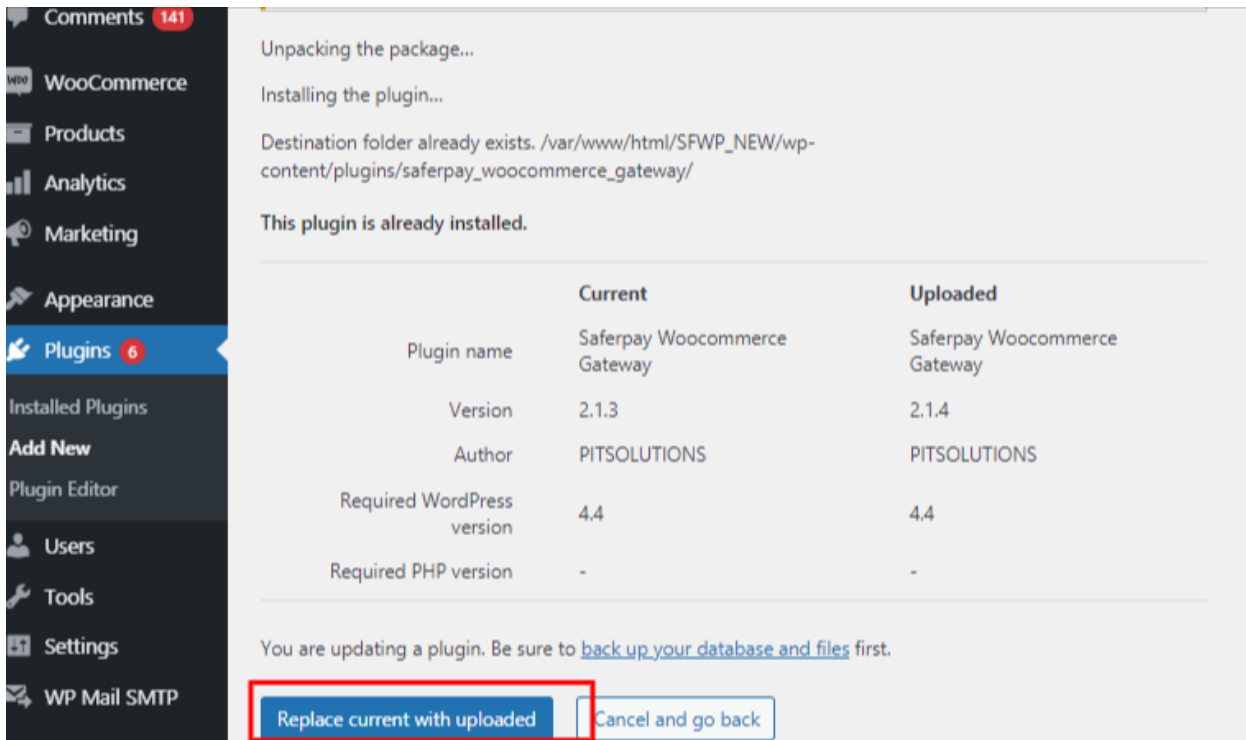 Comments 141
WooCommerce
Products
Analytics
Marketing
Appearance
Plugins 6
Installed Plugins
Add New
Plugin Editor
Users
Tools
Settings
WP Mail SMTP
Unpacking the package...
Installing the plugin...
Destination folder already exists. /var/www/html/SFWP_NEW/wp-
content/plugins/saferpay_woocommerce_gateway/
This plugin is already installed.
Current Uploaded
Plugin name Saferpay Woocommerce Gateway Saferpay Woocommerce Gateway
Version 2.1.3 2.1.4
Author PITSOLUTIONS PITSOLUTIONS
Required WordPress version 4.4 4.4
Required PHP version - -
You are updating a plugin. Be sure to back up your database and files first.
Replace current with uploaded Cancel and go back